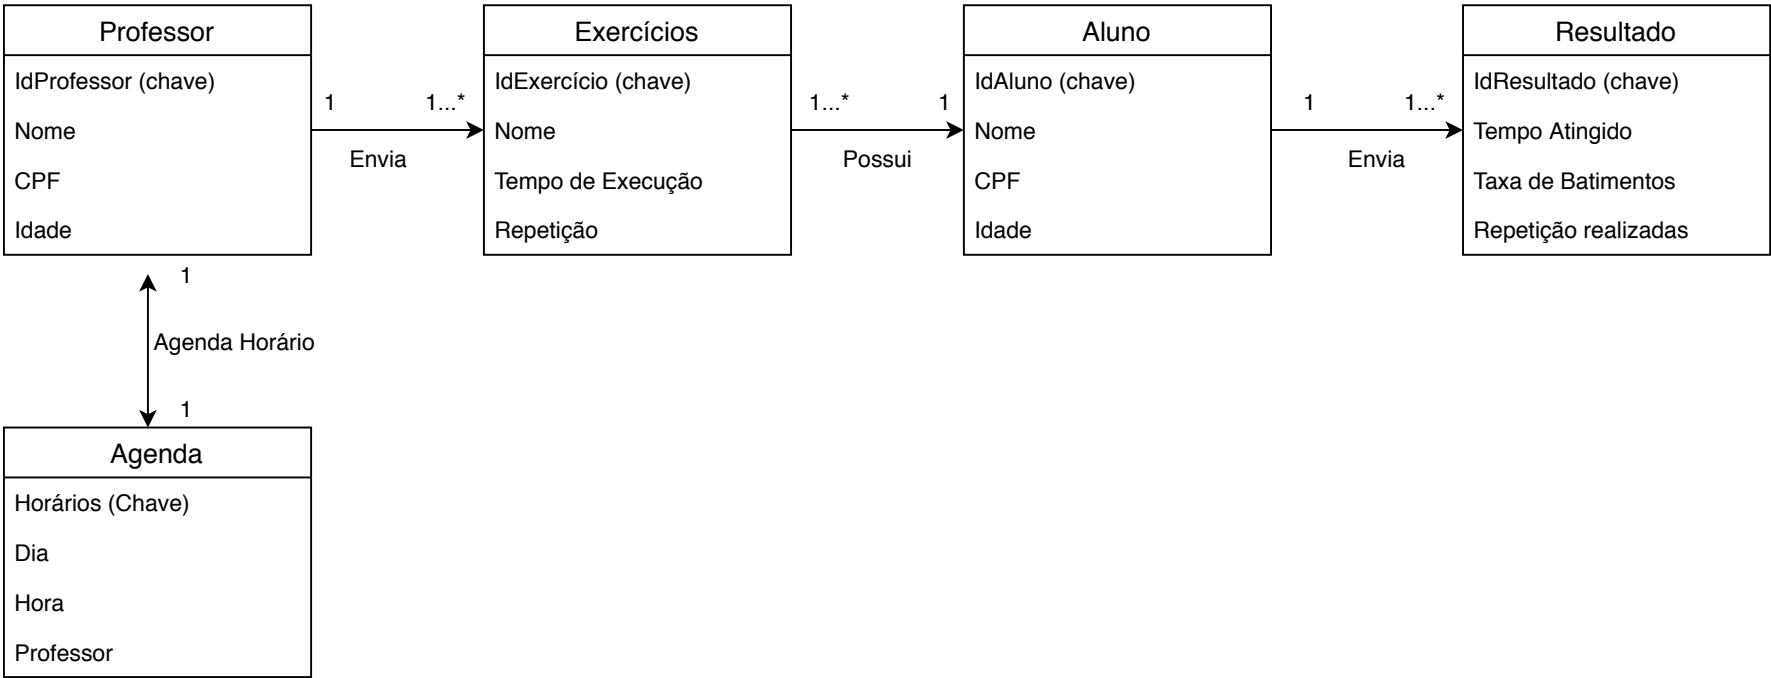 Professor
IdProfessor (chave)
Nome
CPF
Idade
1
1...*
Envia
Exercícios
IdExercício (chave)
Nome
Tempo de Execução
Repetição
1...*
1
Possui
Aluno
IdAluno (chave)
Nome
CPF
Idade
1
1...*
Envia
Resultado
IdResultado (chave)
Tempo Atingido
Taxa de Batimentos
Repetição realizadas
1
Agenda Horário
1
Agenda
Horários (Chave)
Dia
Hora
Professor